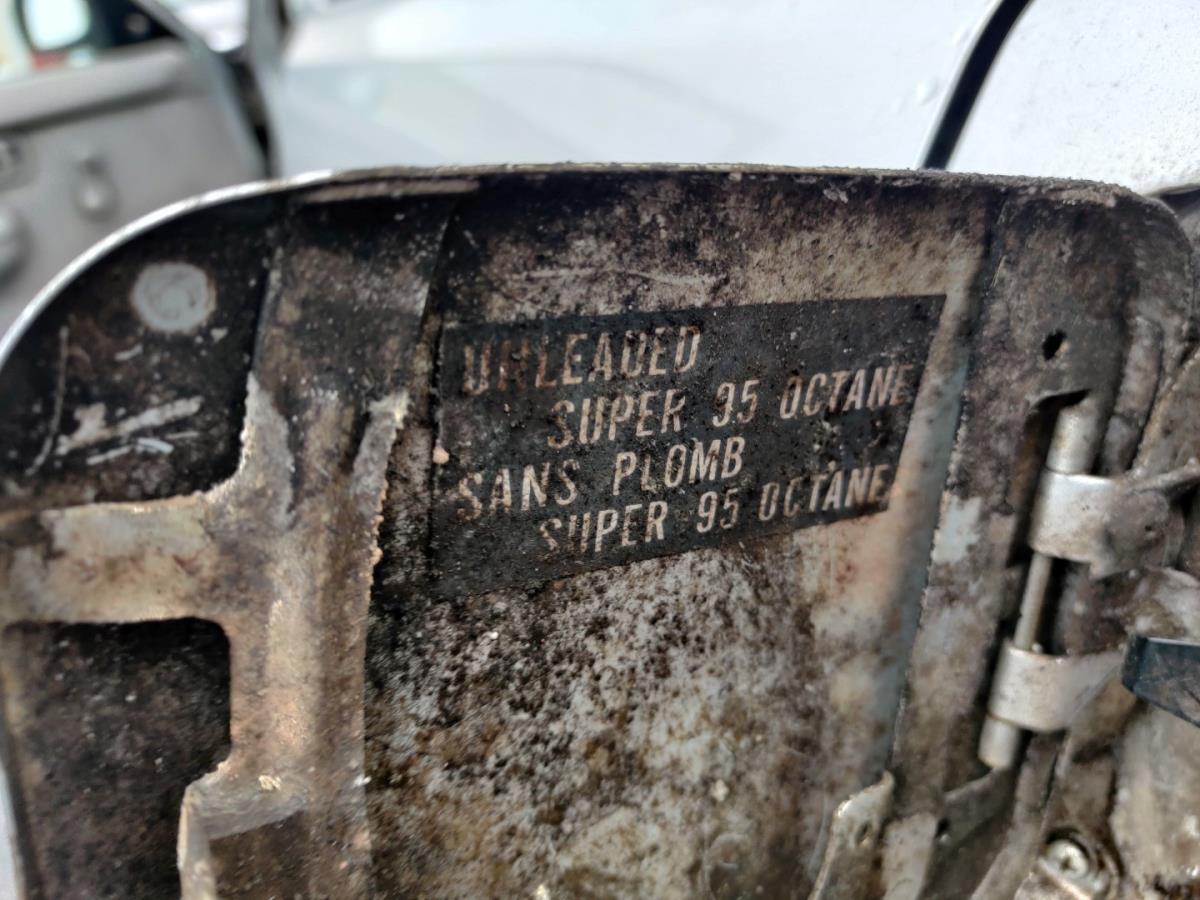 UNLEADED
SUPER 95 OCTANE
SANS PLOMB
SUPER 95 OCTANE